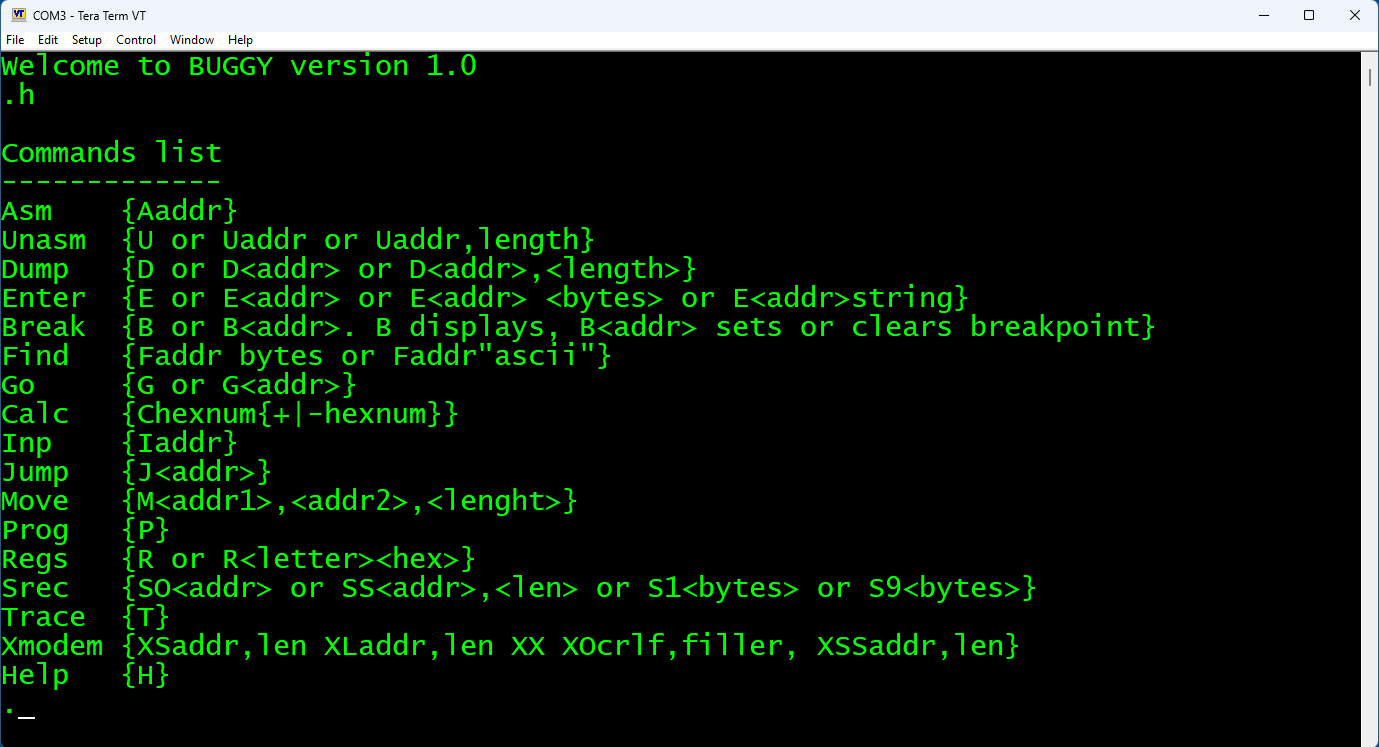 COM3 - Tera Term VT
File Edit Setup Control Window Help
Welcome to BUGGY version 1.0
.h
Commands list
-------------
Asm    {Aaddr}
Unasm  {U or Uaddr or Uaddr,length}
Dump   {D or D<addr> or D<addr>,<length>}
Enter  {E or E<addr> or E<addr> <bytes> or E<addr>string}
Break  {B or B<addr>. B displays, B<addr> sets or clears breakpoint}
Find   {Faddr bytes or Faddr"ascii"}
Go     {G or G<addr>}
Calc   {Chexnum{+|-hexnum}}
Inp    {Iaddr}
Jump   {J<addr>}
Move   {M<addr1>,<addr2>,<lenght>}
Prog   {P}
Regs   {R or R<letter><hex>}
Srec   {SO<addr> or SS<addr>,<len> or S1<bytes> or S9<bytes>}
Trace  {T}
Xmodem {XSaddr,len XLaddr,len XX XOcrlf,filler, XSSaddr,len}
Help   {H}
._